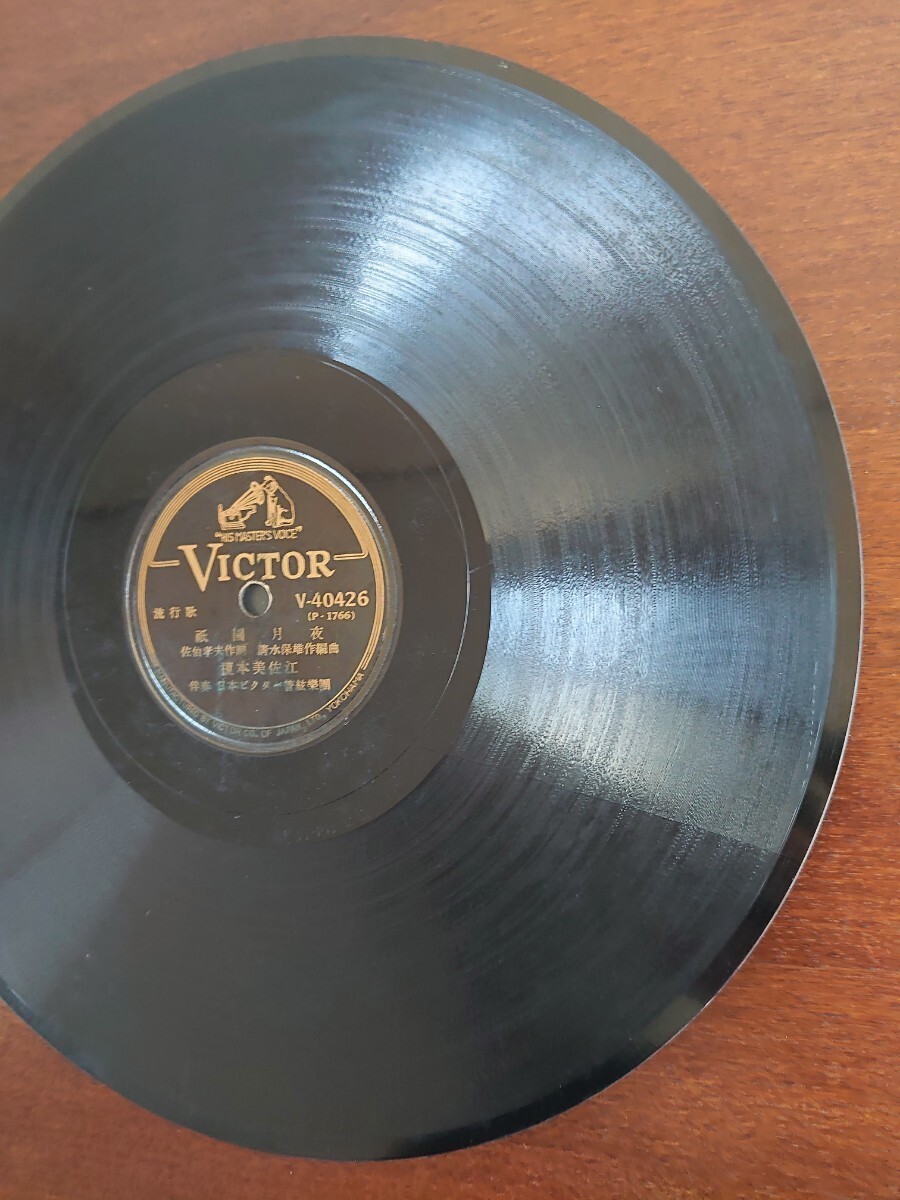 "HIS MASTER'S VOICE"
VICTOR
流行歌 V-40426
(P-1766)
祇園月夜
佐伯孝夫作詞 清水保雄作編曲
榎本美佐江
伴奏 日本ビクター管絃樂團
MANUFACTURED BY VICTOR CO. OF JAPAN, LTD., YOKOHAMA